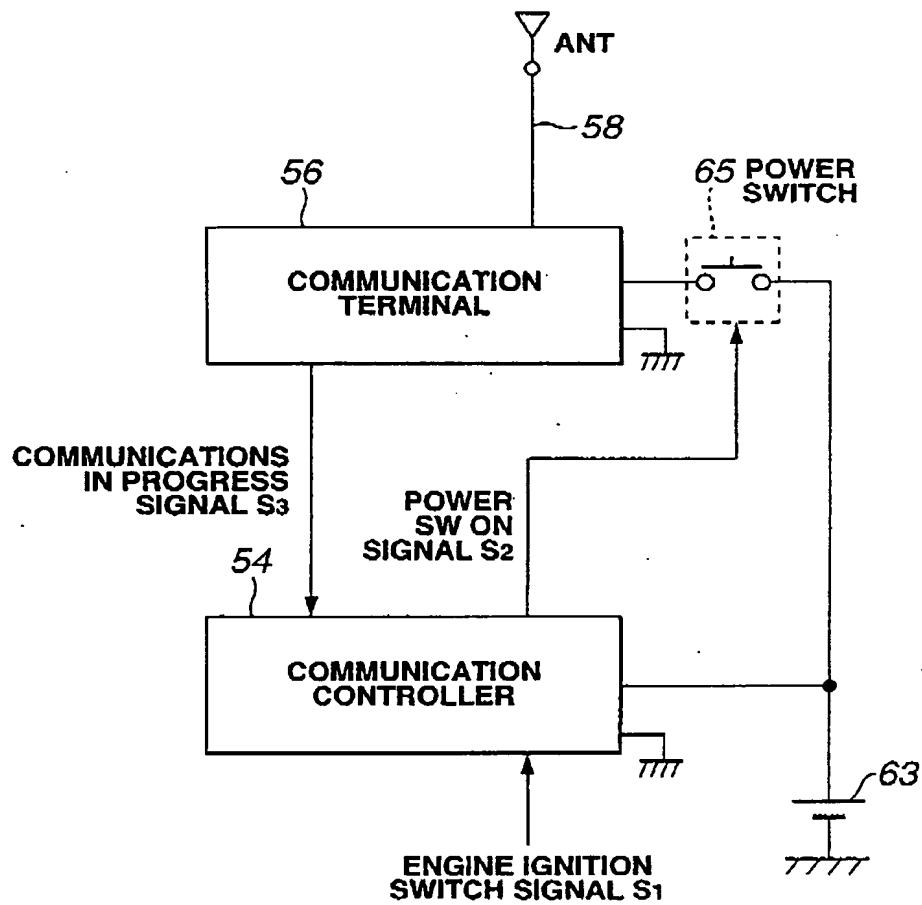 ANT
58
56
65 POWER
SWITCH
COMMUNICATION
TERMINAL
COMMUNICATIONS
IN PROGRESS
SIGNAL S3
POWER
SW ON
SIGNAL S2
54
COMMUNICATION
CONTROLLER
63
ENGINE IGNITION
SWITCH SIGNAL S1